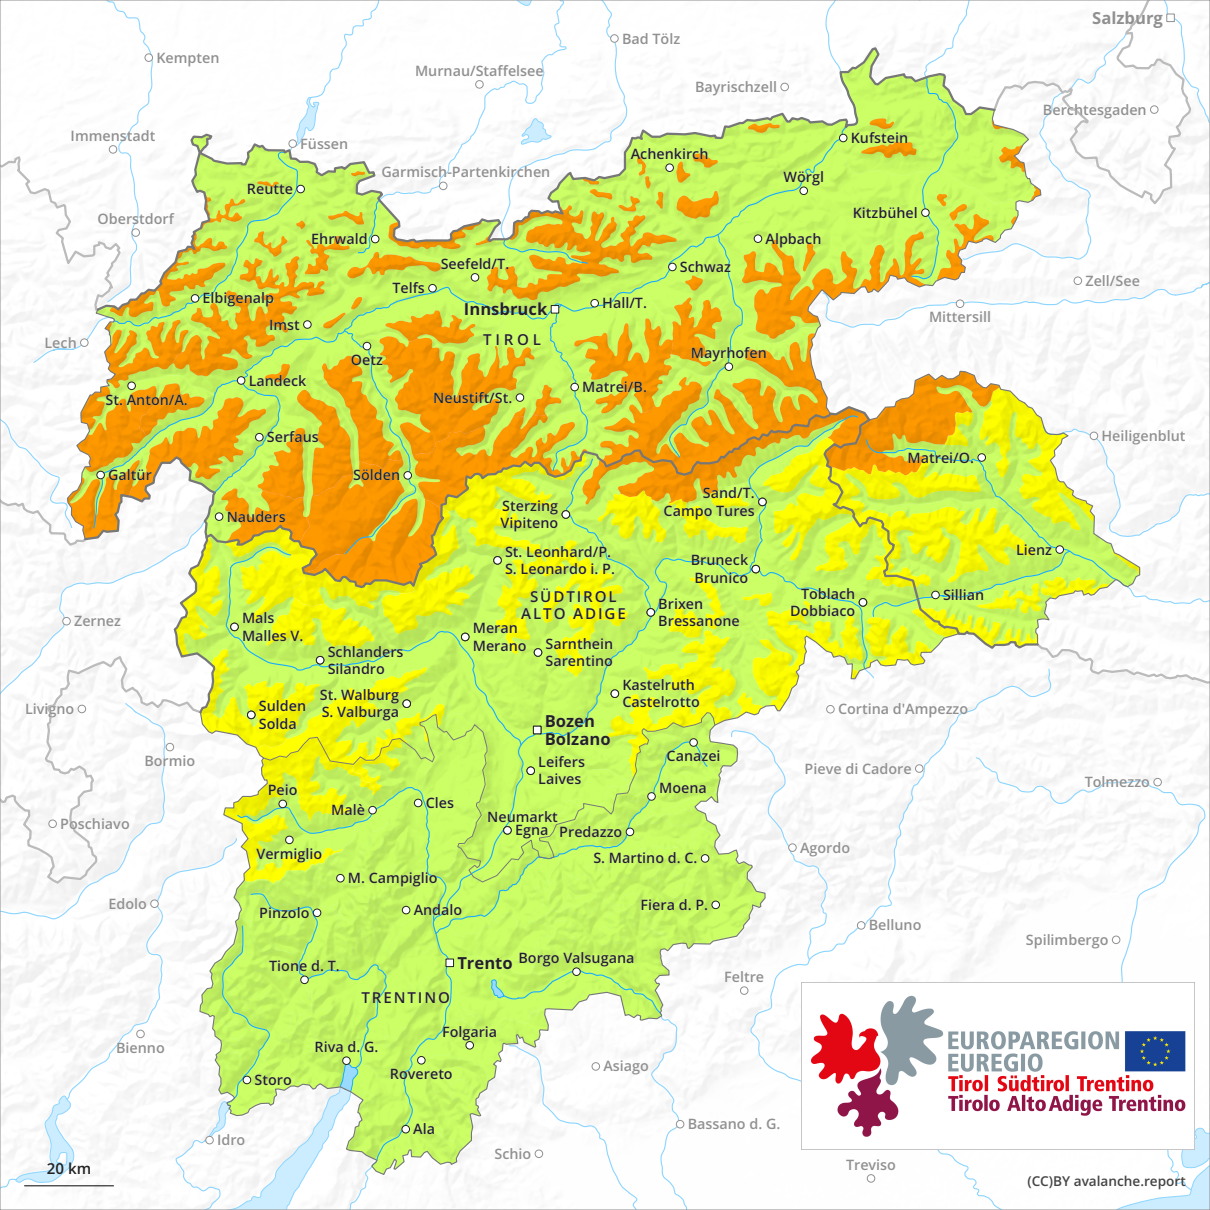 Salzburg
Bad Tölz
Kempten
Murnau/Staffelsee
Bayrischzell
Berchtesgaden
Immenstadt
Füssen
Kufstein
Achenkirch
Garmisch-Partenkirchen
Wörgl
Reutte
Oberstdorf
Kitzbühel
Ehrwald
Alpbach
Seefeld/T.
Schwaz
Zell/See
Telfs
Elbigenalp
Innsbruck
Hall/T.
Mittersill
Imst
TIROL
Lech
Mayrhofen
Oetz
Landeck
Matrei/B.
St. Anton/A.
Neustift/St.
Serfaus
Heiligenblut
Matrei/O.
Galtür
Sölden
Sand/T.
Campo Tures
Sterzing
Vipiteno
Nauders
St. Leonhard/P.
S. Leonardo i. P.
Lienz
Bruneck
Brunico
SÜDTIROL
ALTO ADIGE
Toblach
Dobbiaco
Sillian
Brixen
Bressanone
Zernez
Mals
Malles V.
Meran
Merano
Sarnthein
Sarentino
Schlanders
Silandro
Kastelruth
Castelrotto
St. Walburg
S. Valburga
Sulden
Solda
Livigno
Cortina d'Ampezzo
Bozen
Bolzano
Bormio
Canazei
Leifers
Laives
Pieve di Cadore
Tolmezzo
Peio
Moena
Malè
Cles
Neumarkt
Egna
Predazzo
Poschiavo
Agordo
Vermiglio
S. Martino d. C.
M. Campiglio
Edolo
Pinzolo
Andalo
Fiera d. P.
Belluno
Spilimbergo
Trento
Borgo Valsugana
Tione d. T.
Feltre
TRENTINO
Folgaria
Bienno
Riva d. G.
Rovereto
Asiago
Storo
EUROPAREGION
EUREGIO
Tirol Südtirol Trentino
Tirolo Alto Adige Trentino
Ala
Bassano d. G.
Idro
Schio
Treviso
20 km
(CC)BY avalanche.report